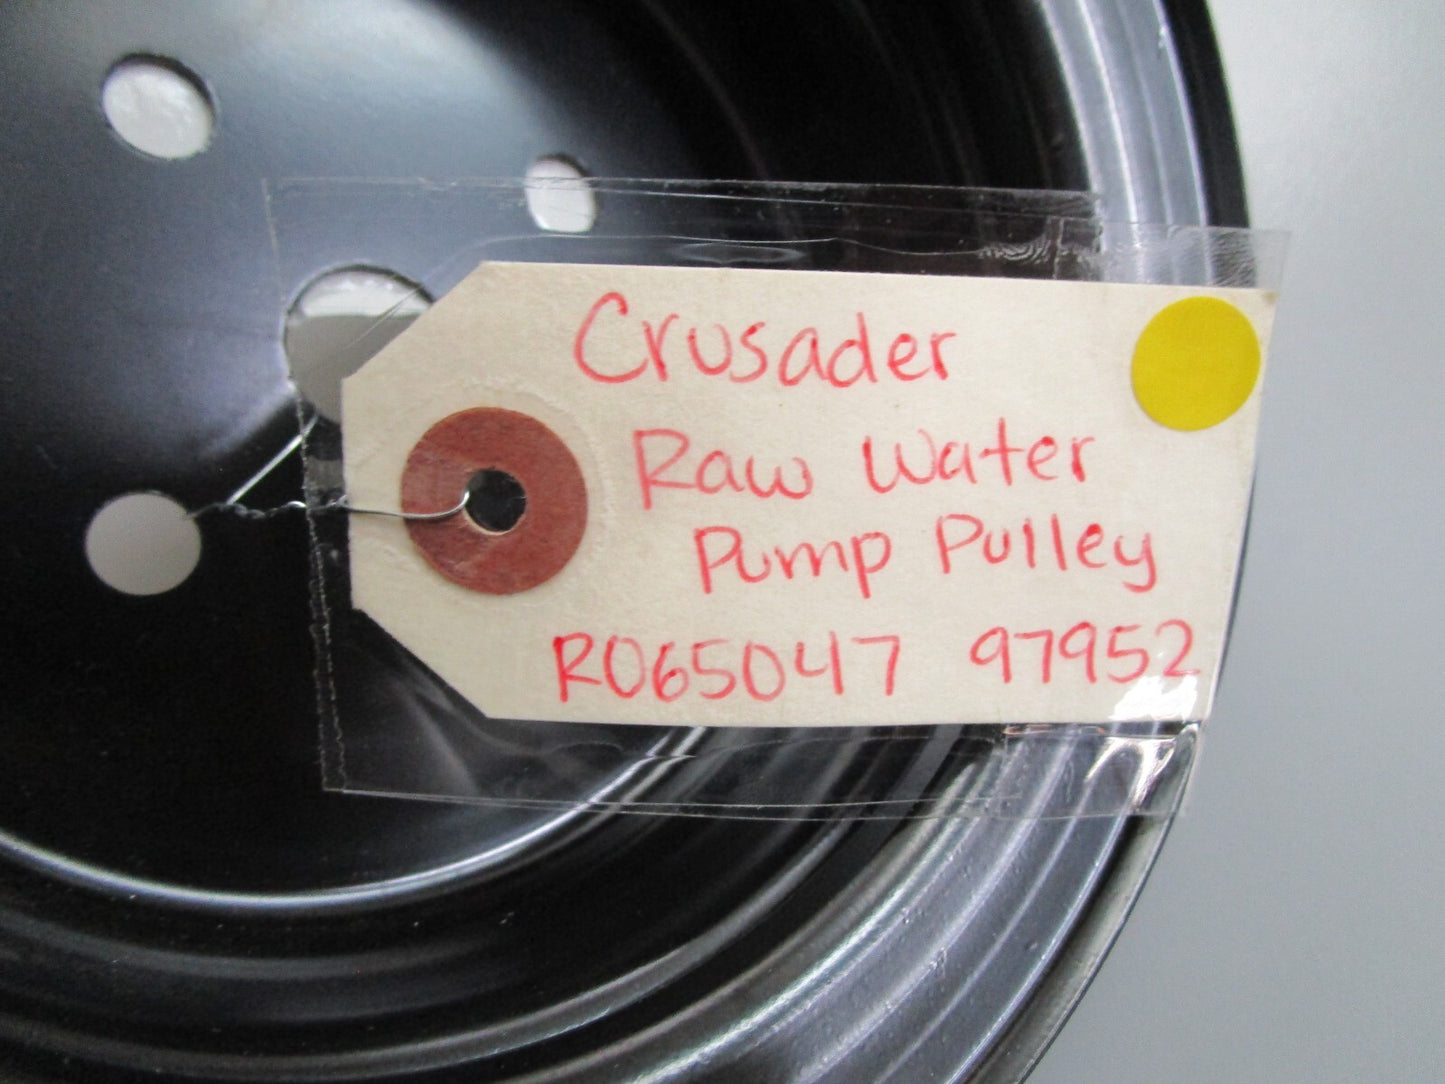 Crusader
Raw Water
Pump Pulley
R065047 97952